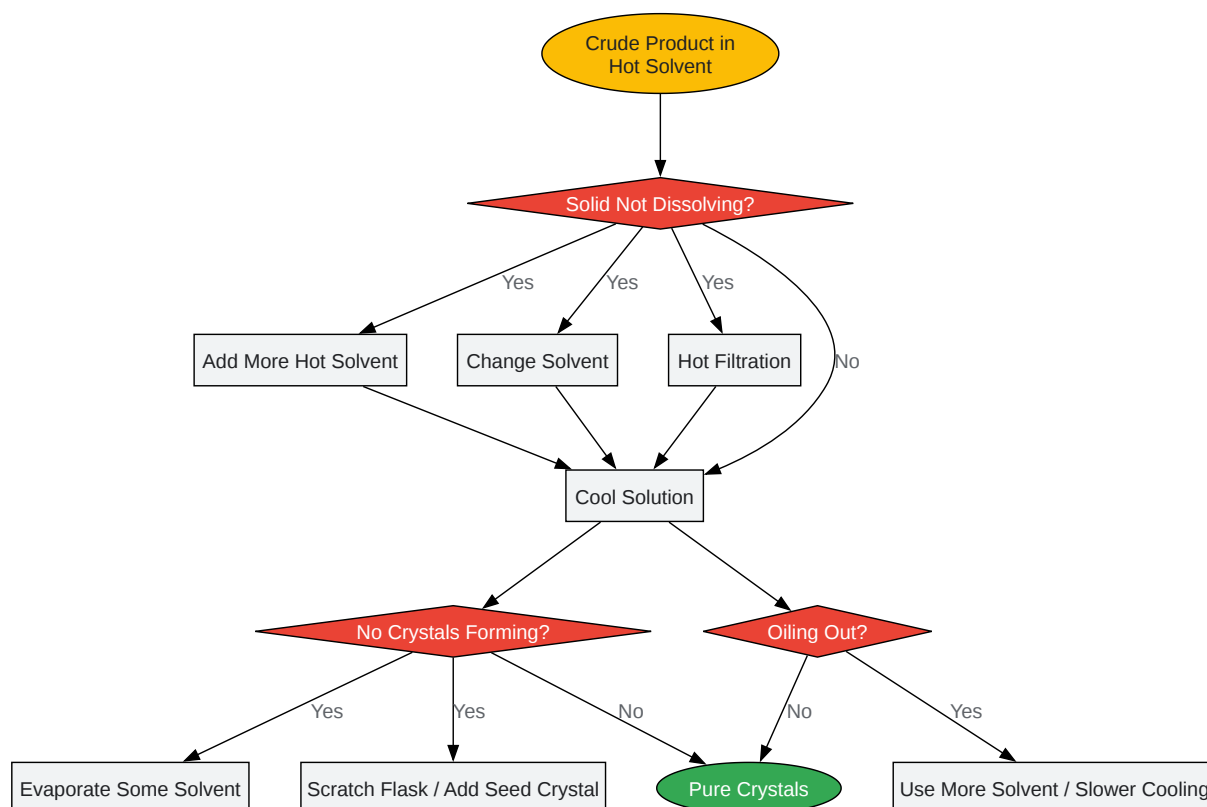 Crude Product in
Hot Solvent
Solid Not Dissolving?
Yes
Yes
Yes
No
Add More Hot Solvent
Change Solvent
Hot Filtration
Cool Solution
No Crystals Forming?
Oiling Out?
Yes
Yes
No
No
Yes
Evaporate Some Solvent
Scratch Flask / Add Seed Crystal
Pure Crystals
Use More Solvent / Slower Cooling